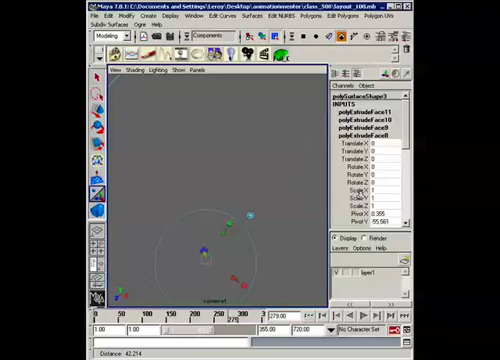 Maya 7.0.1: C:\Documents and Settings\Leroy\Desktop\animationmentor\class_500\layout_100.mb
File Edit Modify Create Display Window Edit Curves Surfaces Edit NURBS Polygons Edit Polygons Polygon UVs
Subdiv Surfaces Ogre Help
Modeling Components
View Shading Lighting Show Panels
Channels Object
polySurfaceShape3
INPUTS
polyExtrudeFace11
polyExtrudeFace10
polyExtrudeFace9
polyExtrudeFace8
Translate X 0
Translate Y 0
Translate Z 0
Rotate X 0
Rotate Y 0
Rotate Z 0
Scale X 1
Scale Y 1
Scale Z 1
Pivot X 0.355
Pivot Y -55.561
Display Render
Layers Options Help
V layer1
camera1
279.00
1.00 1.00 355.00 720.00 No Character Set
Distance: 42.214